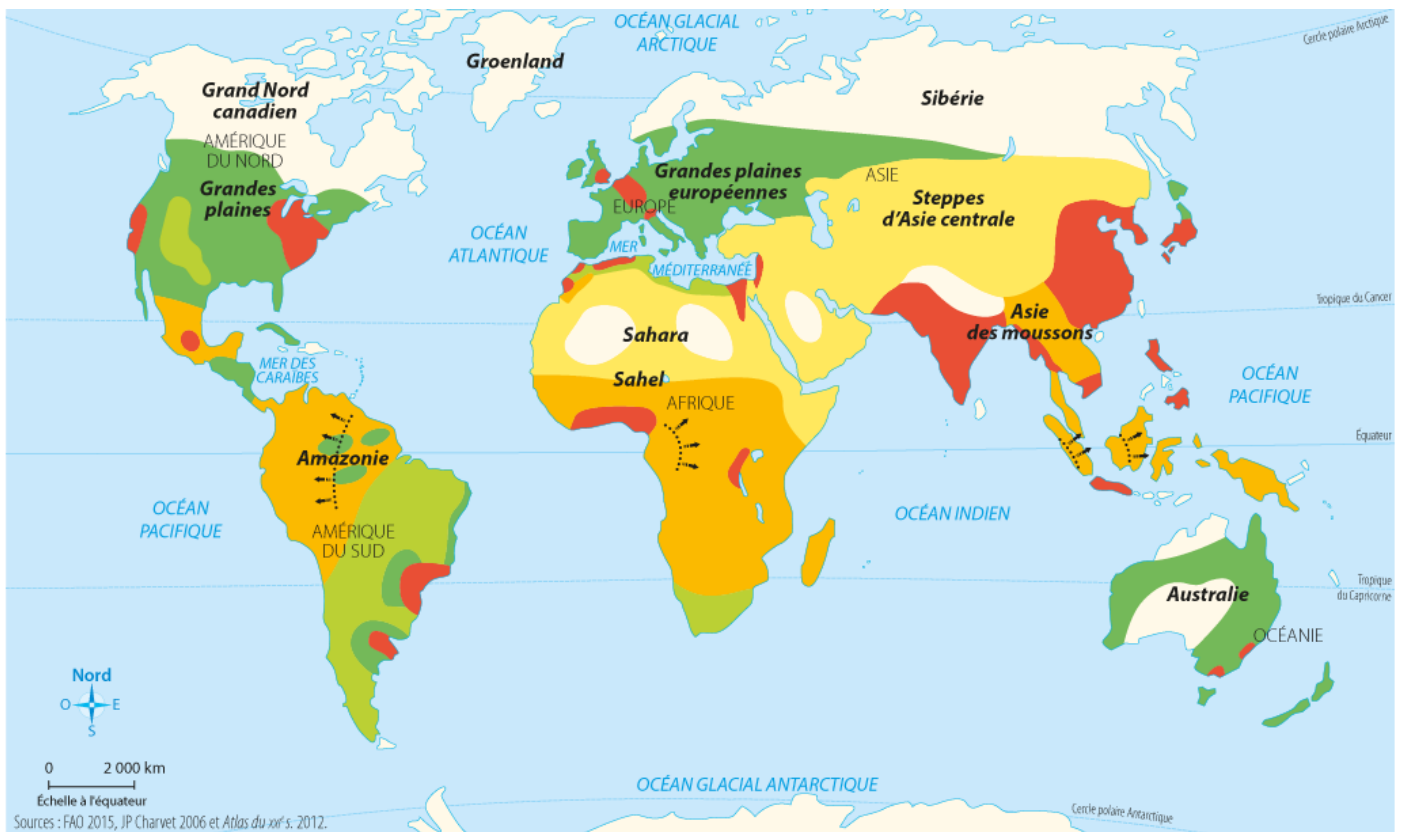 OCÉAN GLACIAL
ARCTIQUE
Cercle polaire Arctique
Groenland
Grand Nord
canadien
Sibérie
AMÉRIQUE
DU NORD
Grandes
plaines
Grandes plaines
européennes
ASIE
EUROPE
Steppes
d'Asie centrale
OCÉAN
ATLANTIQUE
MER
MÉDITERRANÉE
Tropique du Cancer
Asie
des moussons
Sahara
MER DES
CARAÏBES
Sahel
AFRIQUE
OCÉAN
PACIFIQUE
Équateur
Amazonie
OCÉAN
PACIFIQUE
OCÉAN INDIEN
AMÉRIQUE
DU SUD
Tropique
du Capricorne
Australie
OCÉANIE
Nord
O
E
S
0 2 000 km
Échelle à l'équateur
OCÉAN GLACIAL ANTARCTIQUE
Cercle polaire Antarctique
Sources : FAO 2015, JP Charvet 2006 et Atlas du XXIe s. 2012.